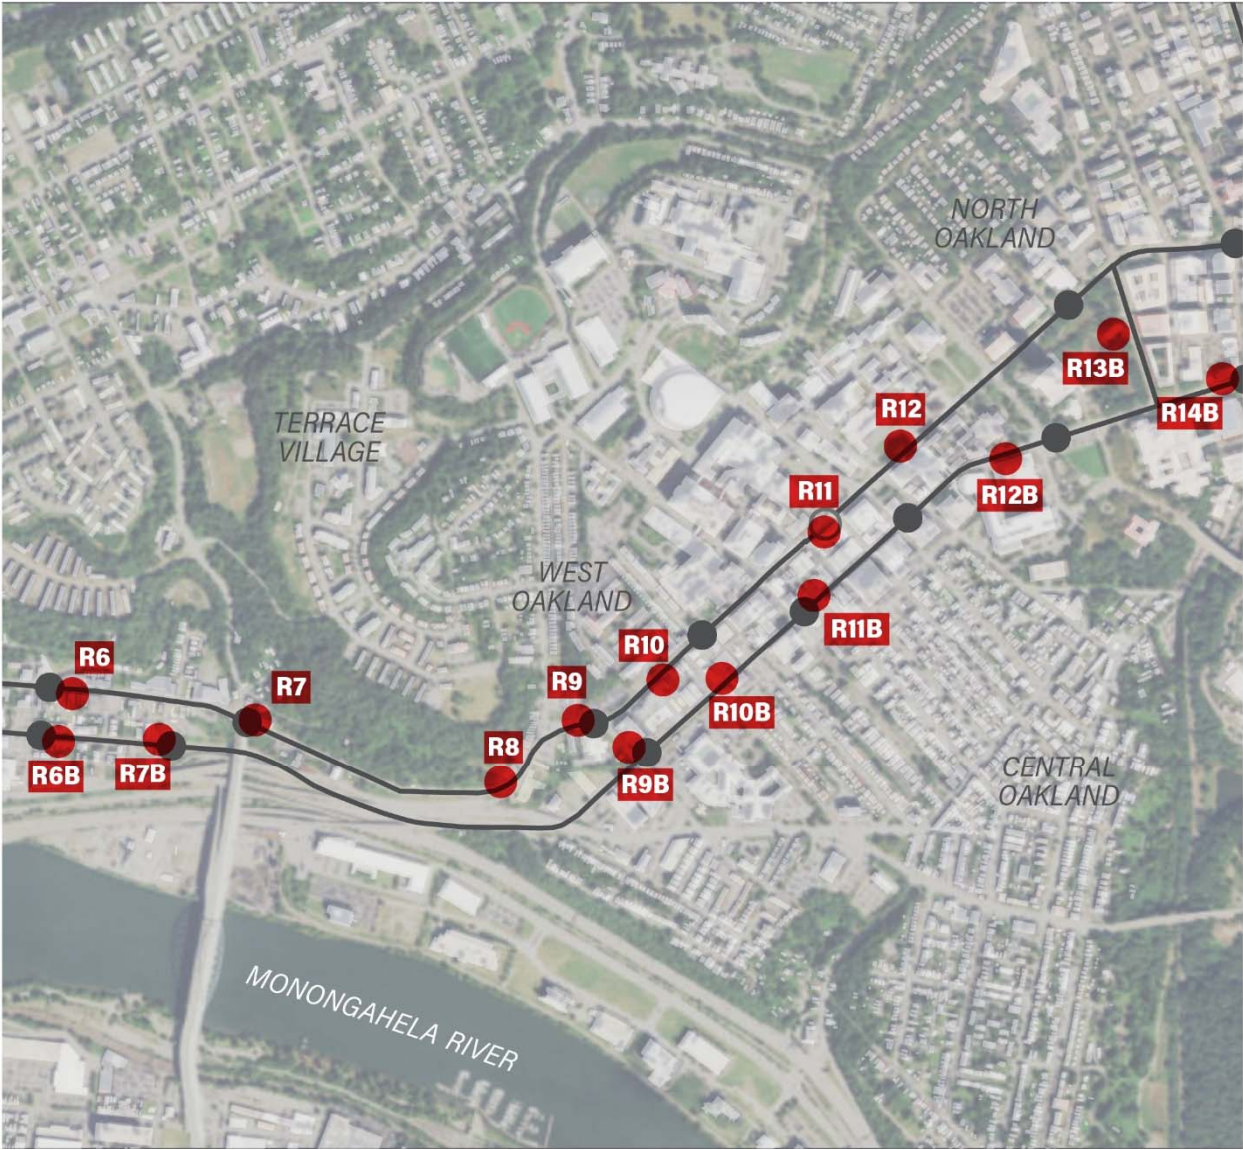 NORTH
OAKLAND
R13B
R14B
R12
TERRACE
VILLAGE
R11
R12B
WEST
OAKLAND
R11B
R10
R6
R9
R7
R10B
R8
R6B
R7B
R9B
CENTRAL
OAKLAND
MONONGAHELA RIVER